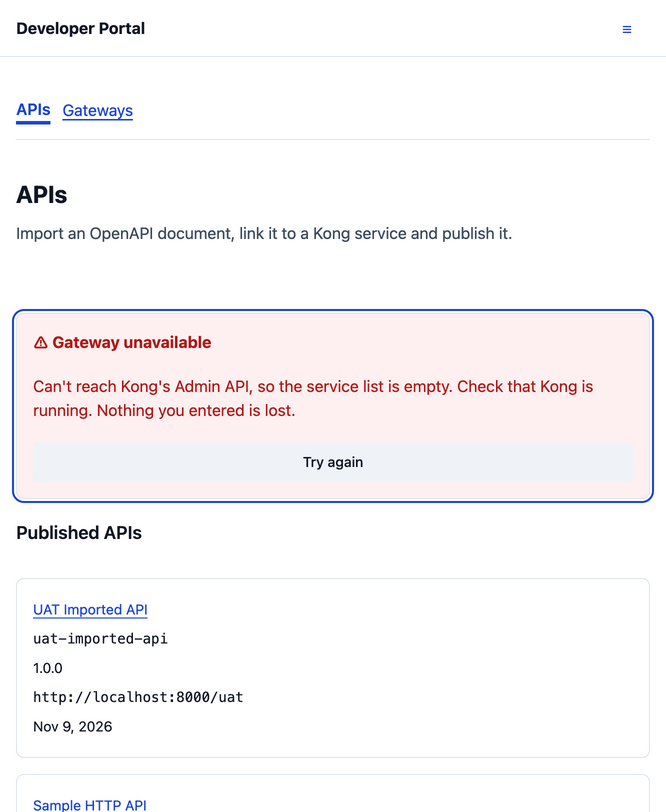 Developer Portal
APIs Gateways
APIs
Import an OpenAPI document, link it to a Kong service and publish it.
Gateway unavailable
Can't reach Kong's Admin API, so the service list is empty. Check that Kong is
running. Nothing you entered is lost.
Try again
Published APIs
UAT Imported API
uat-imported-api
1.0.0
http://localhost:8000/uat
Nov 9, 2026
Sample HTTP API